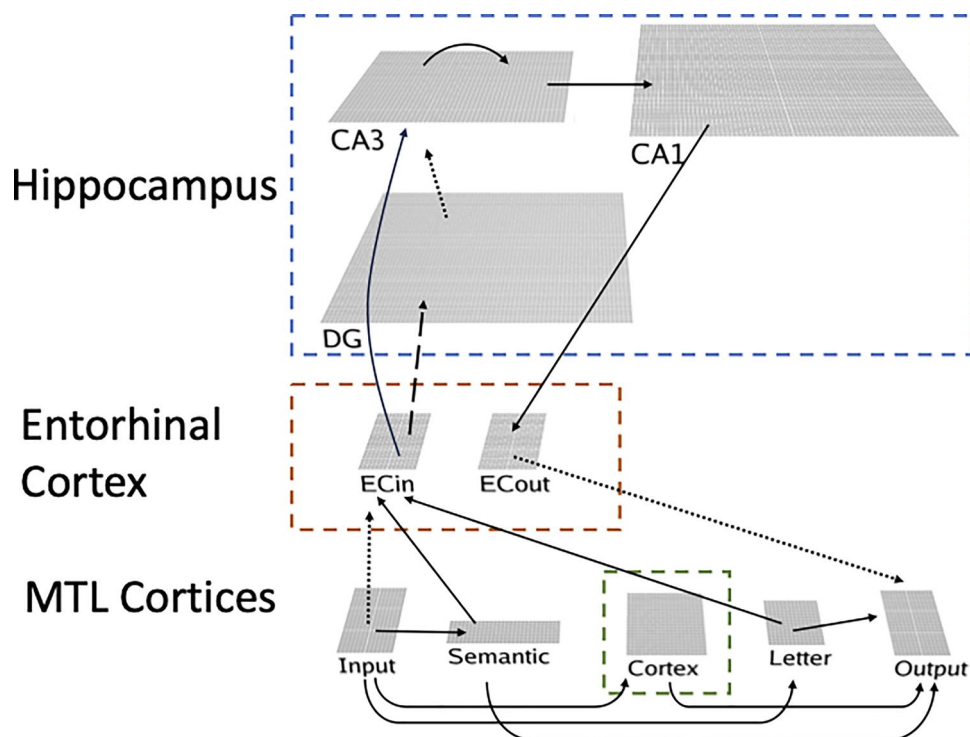 CA3
CA1
Hippocampus
DG
Entorhinal
Cortex
ECin
ECout
MTL Cortices
Input
Semantic
Cortex
Letter
Output